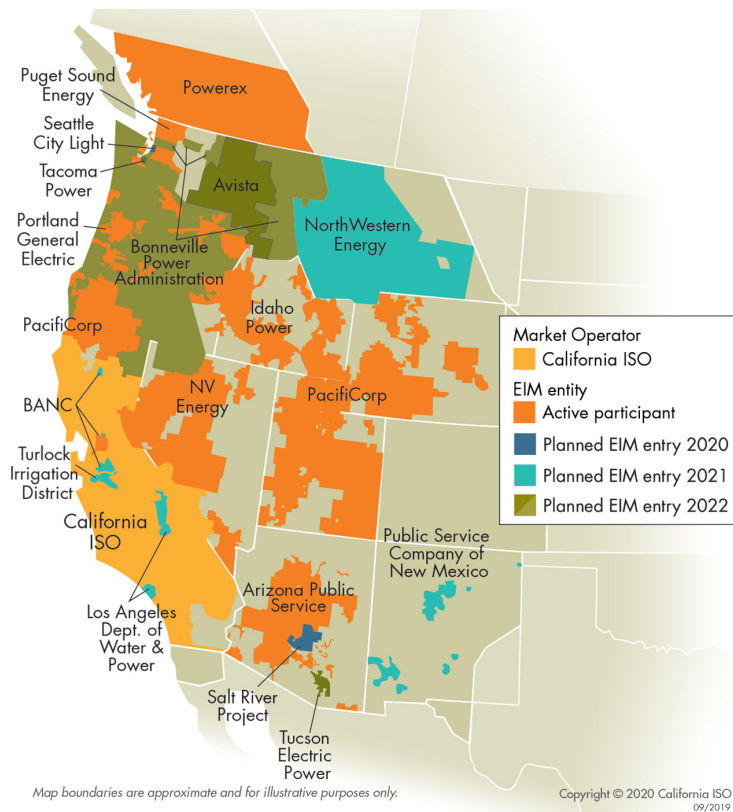 Puget Sound
Energy
Powerex
Seattle
City Light
Tacoma
Power
Avista
NorthWestern
Energy
Portland
General
Electric
Bonneville
Power
Administration
Idaho
Power
PacifiCorp
NV
Energy
PacifiCorp
BANC
Turlock
Irrigation
District
California
ISO
Los Angeles
Dept. of
Water &
Power
Arizona Public
Service
Public Service
Company of
New Mexico
Salt River
Project
Tucson
Electric
Power
Market Operator
California ISO
EIM entity
Active participant
Planned EIM entry 2020
Planned EIM entry 2021
Planned EIM entry 2022
Map boundaries are approximate and for illustrative purposes only.
Copyright © 2020 California ISO
09/2019